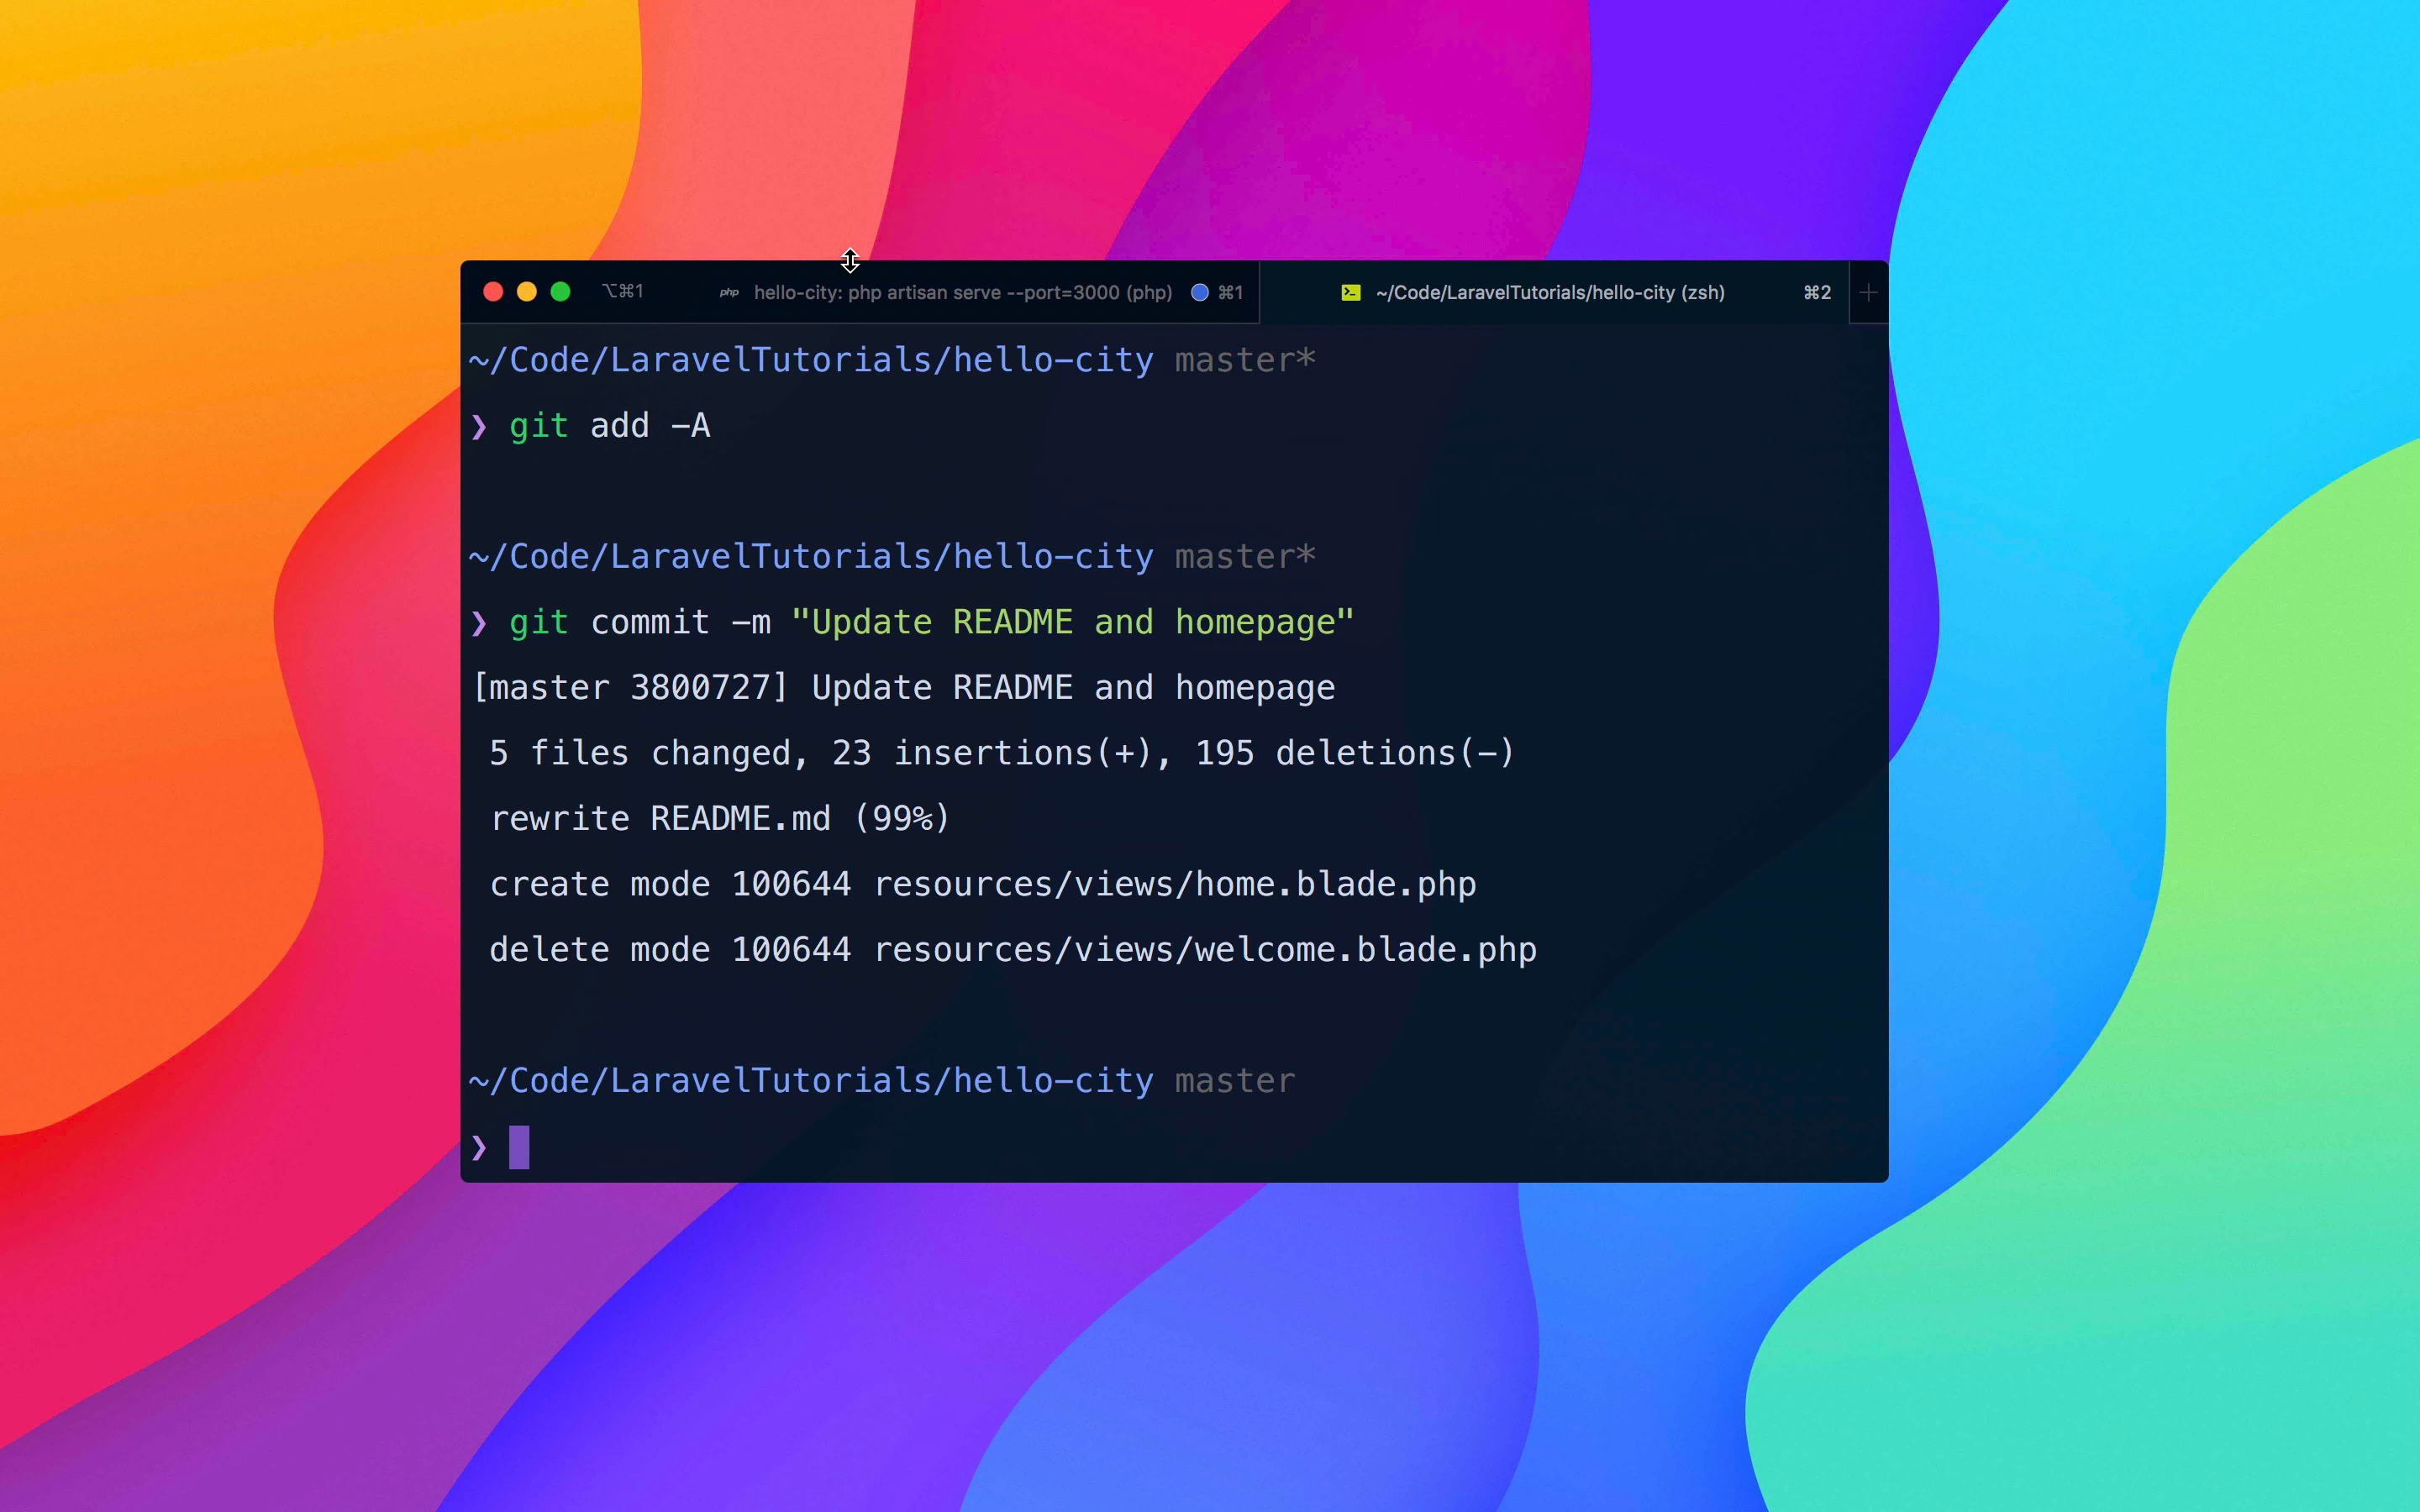 ⌥⌘1 php hello-city: php artisan serve --port=3000 (php) ⌘1 ~/Code/LaravelTutorials/hello-city (zsh) ⌘2
~/Code/LaravelTutorials/hello-city master*
❯ git add -A
~/Code/LaravelTutorials/hello-city master*
❯ git commit -m "Update README and homepage"
[master 3800727] Update README and homepage
5 files changed, 23 insertions(+), 195 deletions(-)
rewrite README.md (99%)
create mode 100644 resources/views/home.blade.php
delete mode 100644 resources/views/welcome.blade.php
~/Code/LaravelTutorials/hello-city master
❯